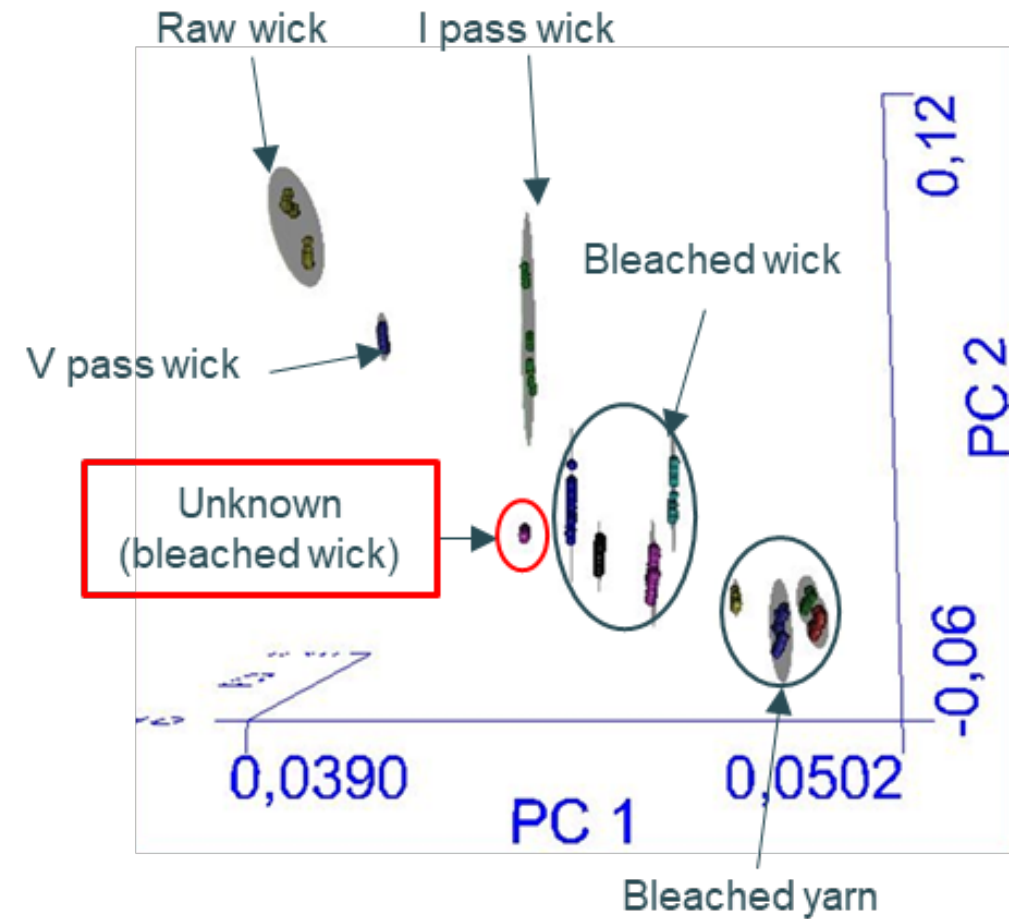 Raw wick
I pass wick
0,12
Bleached wick
V pass wick
PC 2
Unknown
(bleached wick)
-0,06
0,0390
0,0502
PC 1
Bleached yarn